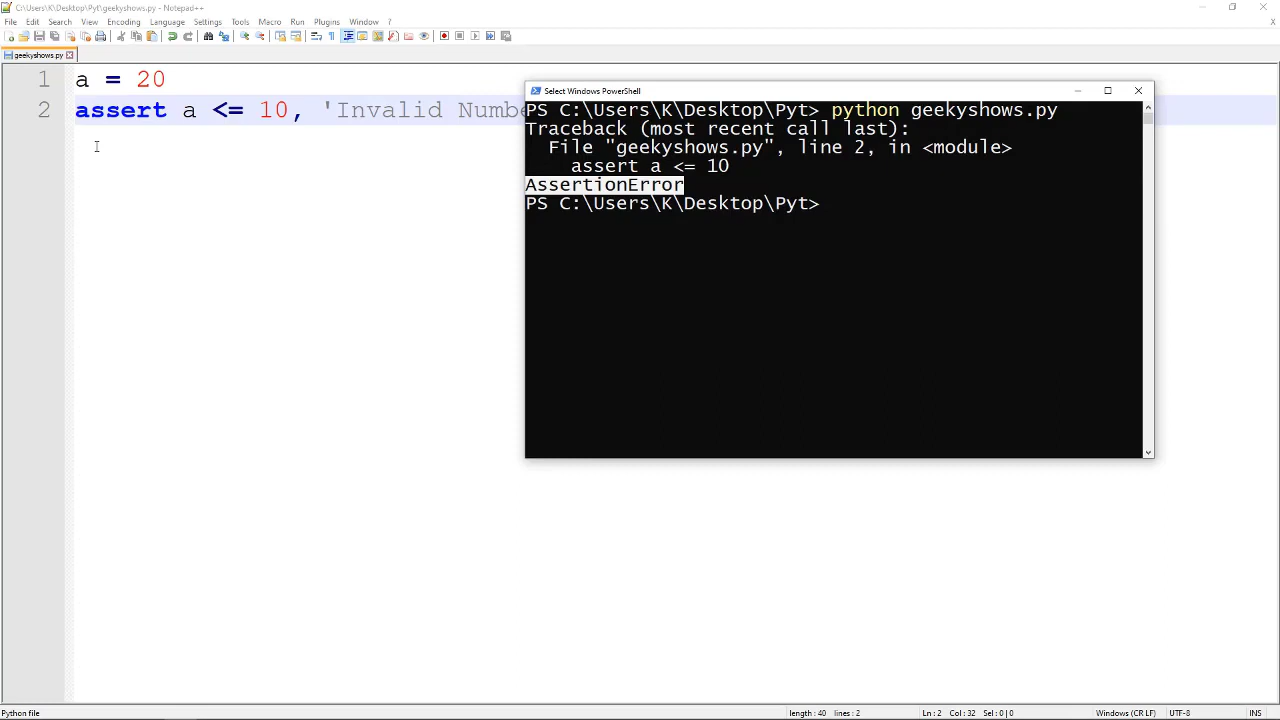 C:\Users\K\Desktop\Pyt\geekyshows.py - Notepad++
File Edit Search View Encoding Language Settings Tools Macro Run Plugins Window ?
X
geekyshows.py
1 a = 20
2 assert a <= 10, 'Invalid Numbe
Select Windows PowerShell
PS C:\Users\K\Desktop\Pyt> python geekyshows.py
Traceback (most recent call last):
File "geekyshows.py", line 2, in <module>
assert a <= 10
AssertionError
PS C:\Users\K\Desktop\Pyt>
Python file length : 40 lines : 2 Ln : 2 Col : 32 Sel : 0 | 0 Windows (CR LF) UTF-8 INS